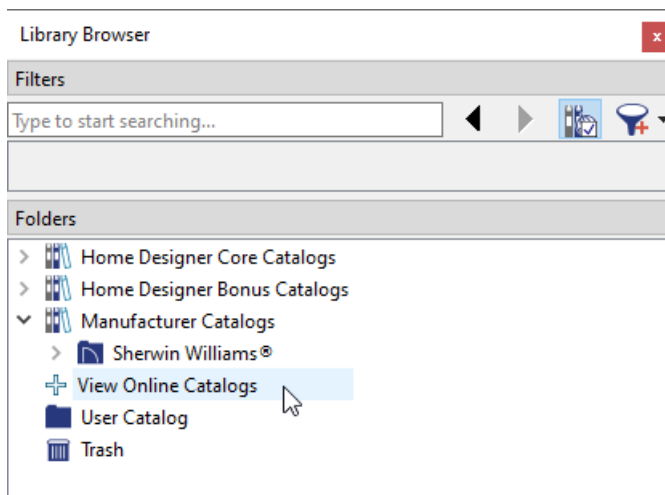 Library Browser
x
Filters
Type to start searching...
Folders
Home Designer Core Catalogs
Home Designer Bonus Catalogs
Manufacturer Catalogs
Sherwin Williams®
View Online Catalogs
User Catalog
Trash